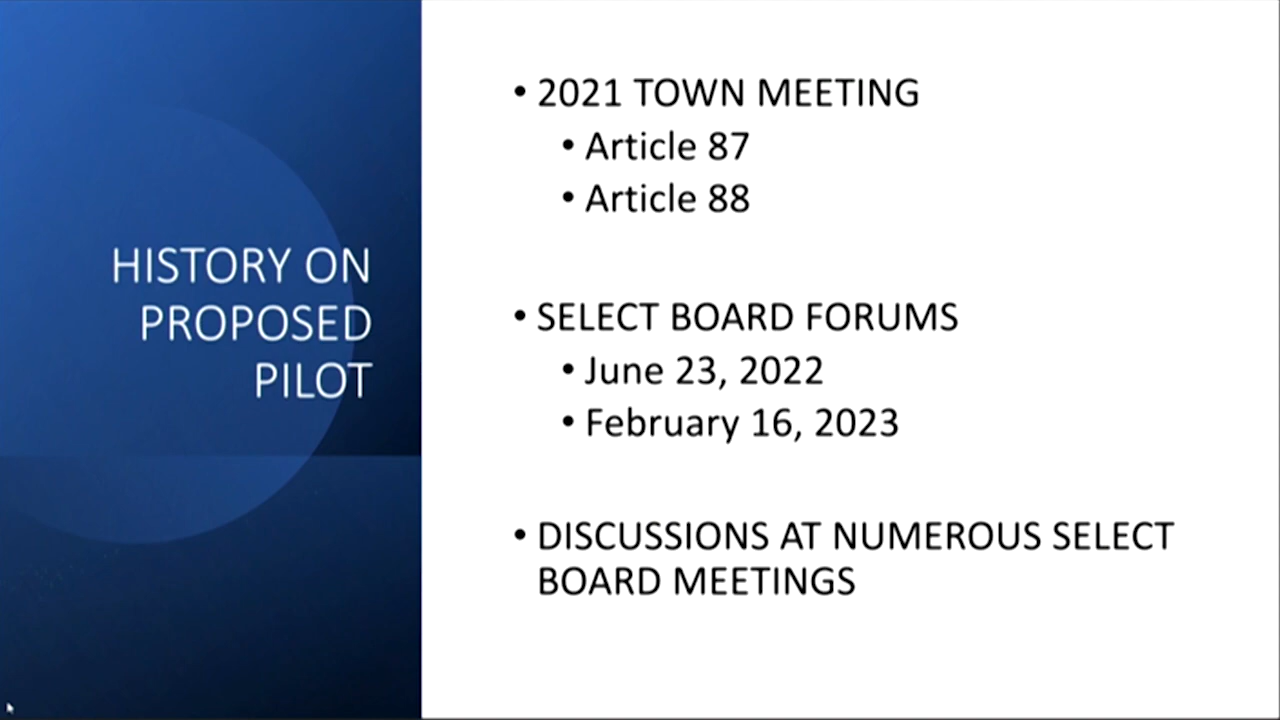 HISTORY ON
PROPOSED
PILOT
• 2021 TOWN MEETING
• Article 87
• Article 88
• SELECT BOARD FORUMS
• June 23, 2022
• February 16, 2023
• DISCUSSIONS AT NUMEROUS SELECT
BOARD MEETINGS